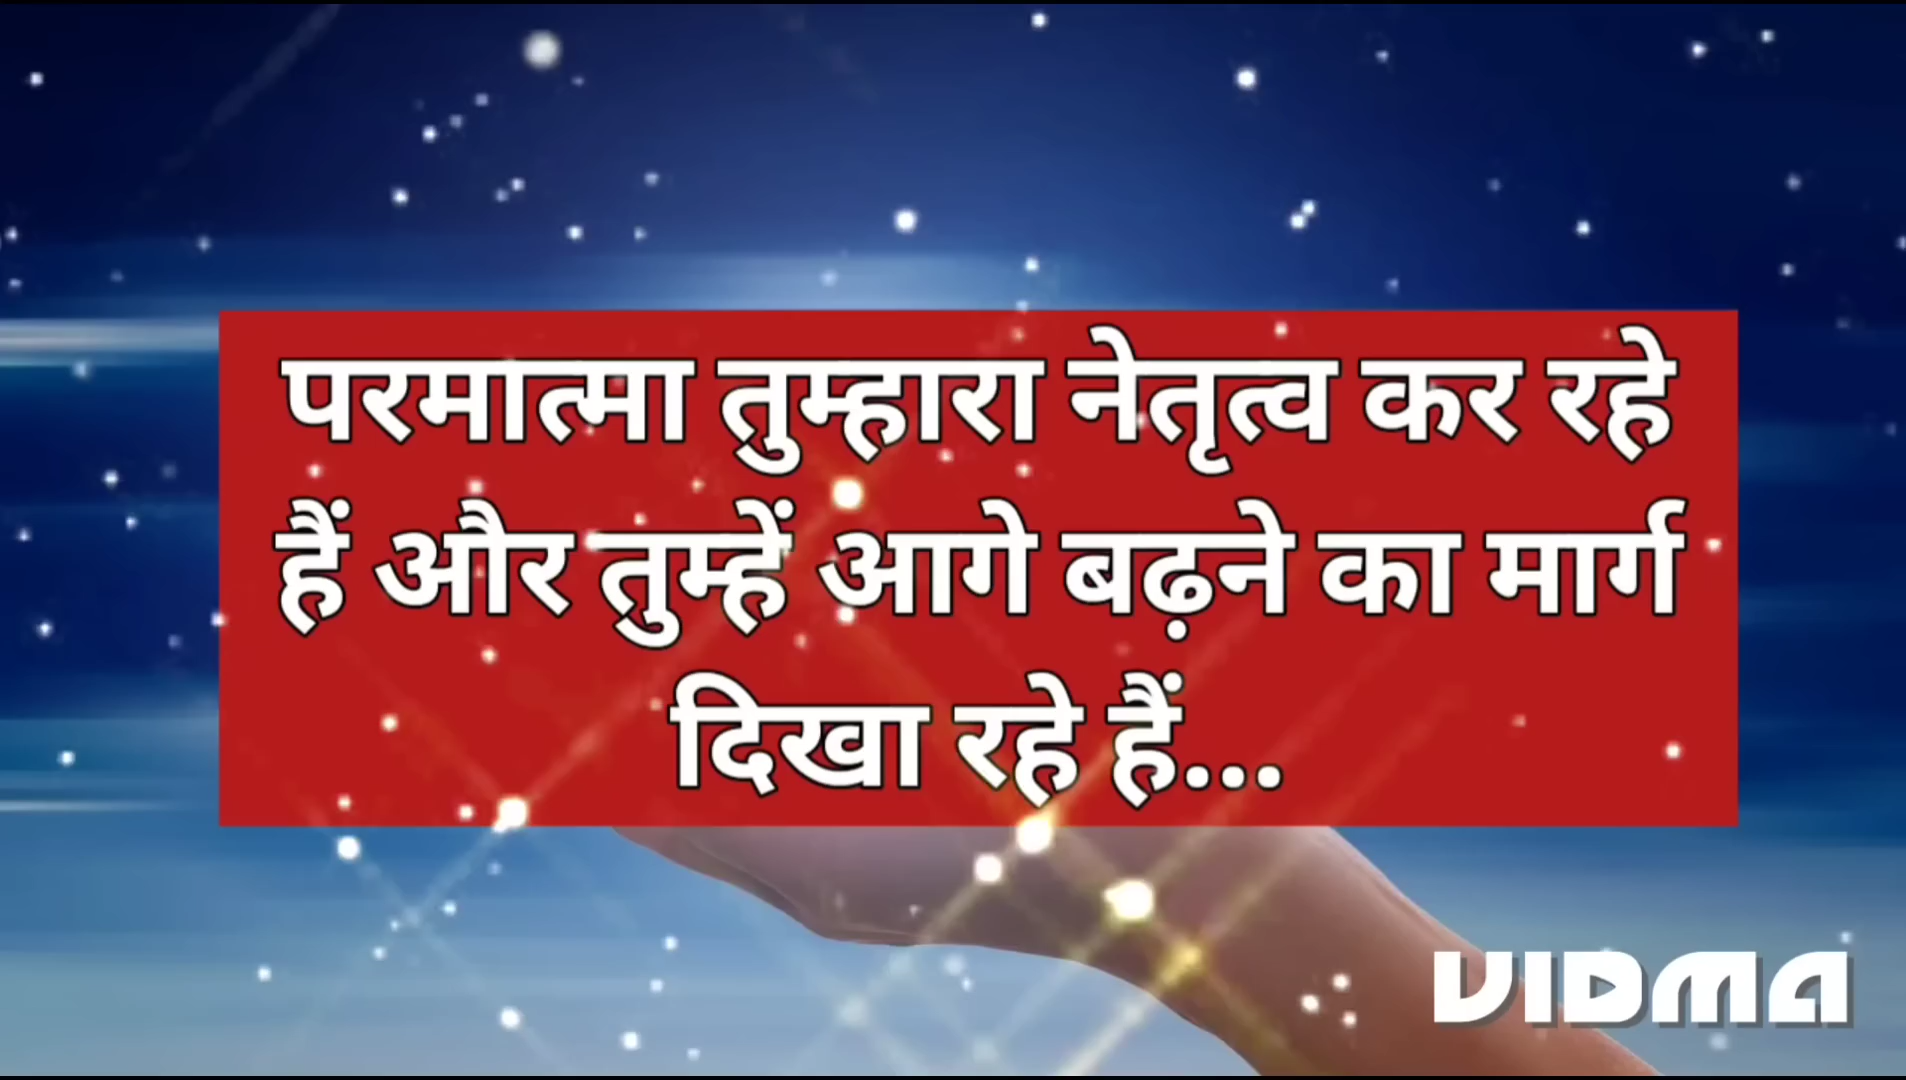 परमात्मा तुम्हारा नेतृत्व कर रहे
हैं और तुम्हें आगे बढ़ने का मार्ग
दिखा रहे हैं...
VIDMA